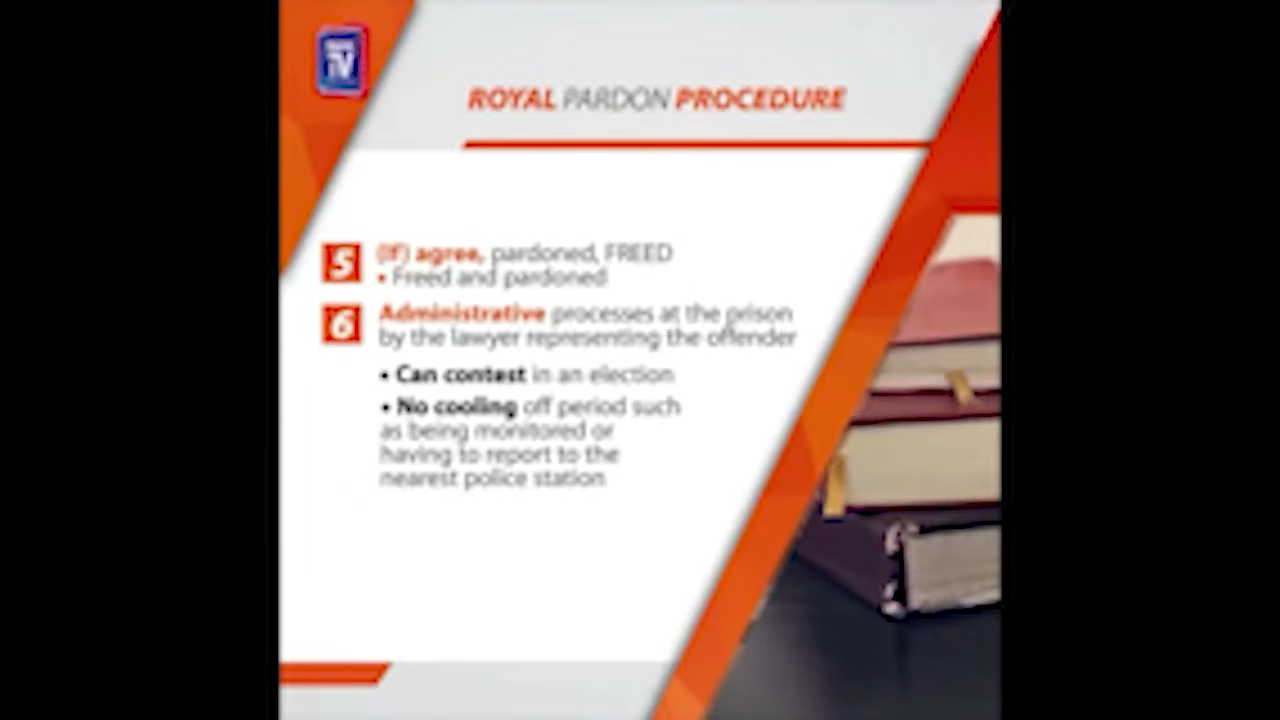 TV
ROYAL PARDON PROCEDURE
5 (If) agree, pardoned, FREED
• Freed and pardoned
6 Administrative processes at the prison
by the lawyer representing the offender
• Can contest in an election
• No cooling off period such
as being monitored or
having to report to the
nearest police station